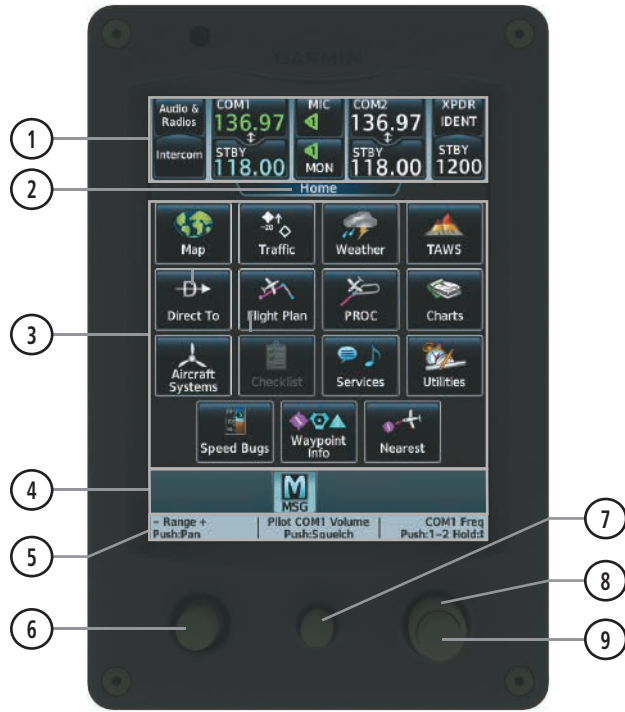 GARMIN
Audio & Radios
COM1 136.97
MIC
COM2 136.97
XPDR IDENT
Intercom
STBY 118.00
MON
STBY 118.00
STBY 1200
Home
Map
Traffic
Weather
TAWS
Direct To
Flight Plan
PROC
Charts
Aircraft Systems
Checklist
Services
Utilities
Speed Bugs
Waypoint Info
Nearest
MSG
– Range +
Push:Pan
Pilot COM1 Volume
Push:Squelch
COM1 Freq
Push:1–2 Hold:↕
1
2
3
4
5
6
7
8
9